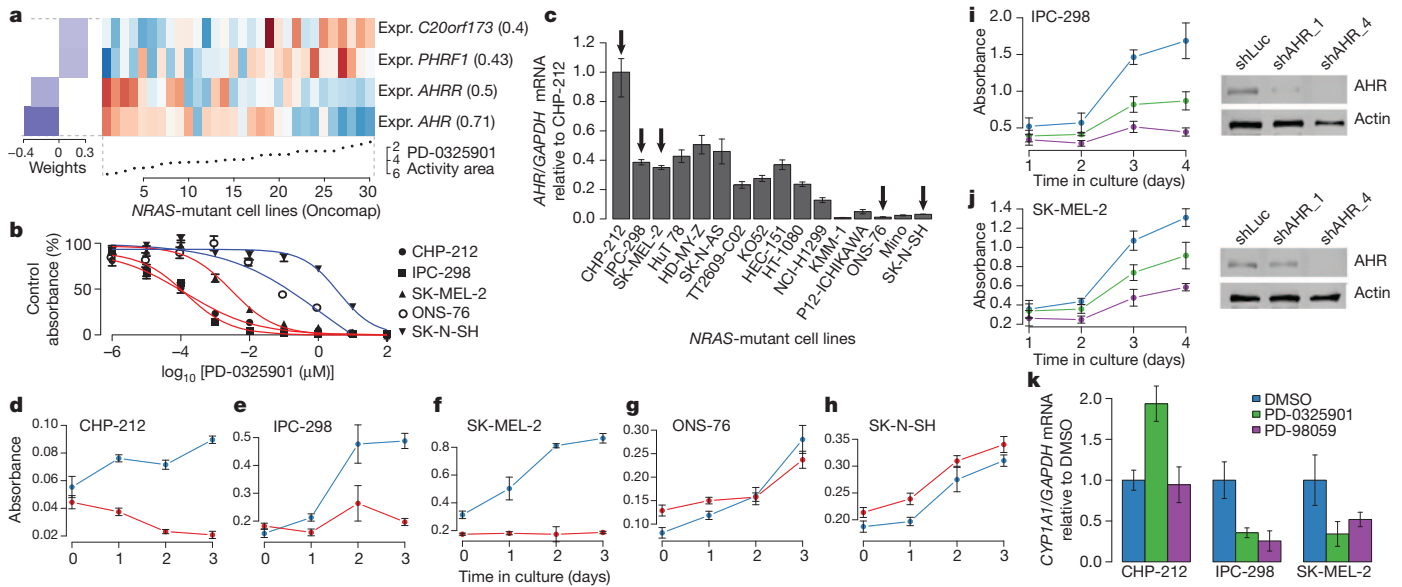 a
Expr. C20orf173 (0.4)
Expr. PHRF1 (0.43)
Expr. AHRR (0.5)
Expr. AHR (0.71)
−0.4 0 0.3
Weights
2
4
6
PD-0325901
Activity area
5 10 15 20 25 30
NRAS-mutant cell lines (Oncomap)
b
Control
absorbance (%)
100
50
0
−6 −4 −2 0 2
log10 [PD-0325901 (μM)]
CHP-212
IPC-298
SK-MEL-2
ONS-76
SK-N-SH
c
AHR/GAPDH mRNA
relative to CHP-212
1.2
1.0
0.8
0.6
0.4
0.2
0
CHP-212
IPC-298
SK-MEL-2
HuT 78
HD-MY-Z
SK-N-AS
TT2609-C02
KO52
HEC-151
HT-1080
NCI-H1299
KMM-1
P12-ICHIKAWA
ONS-76
Mino
SK-N-SH
NRAS-mutant cell lines
d
CHP-212
Absorbance
0.10
0.08
0.06
0.04
0.02
0
0 1 2 3
e
IPC-298
0.5
0.4
0.3
0.2
0 1 2 3
f
SK-MEL-2
0.8
0.6
0.4
0.2
0 1 2 3
g
ONS-76
0.30
0.25
0.20
0.15
0.10
0 1 2 3
h
SK-N-SH
0.35
0.30
0.25
0.20
0 1 2 3
Time in culture (days)
Time in culture (days)
i
IPC-298
Absorbance
2.0
1.5
1.0
0.5
1 2 3 4
Time in culture (days)
shLuc
shAHR_1
shAHR_4
AHR
Actin
j
SK-MEL-2
Absorbance
1.4
1.2
1.0
0.8
0.6
0.4
0.2
1 2 3 4
Time in culture (days)
shLuc
shAHR_1
shAHR_4
AHR
Actin
k
CYP1A1/GAPDH mRNA
relative to DMSO
2.0
1.5
1.0
0.5
0.0
DMSO
PD-0325901
PD-98059
CHP-212
IPC-298
SK-MEL-2